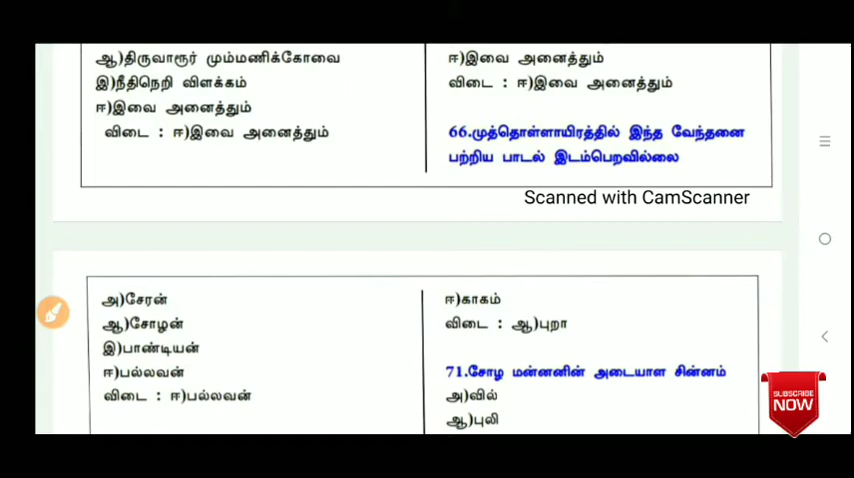 ஆ)திருவாரூர் மும்மணிக்கோவை
இ)நீதிநெறி விளக்கம்
ஈ)இவை அனைத்தும்
விடை : ஈ)இவை அனைத்தும்
ஈ)இவை அனைத்தும்
விடை : ஈ)இவை அனைத்தும்
66.முத்தொள்ளாயிரத்தில் இந்த வேந்தனை
பற்றிய பாடல் இடம்பெறவில்லை
Scanned with CamScanner
அ)சேரன்
ஆ)சோழன்
இ)பாண்டியன்
ஈ)பல்லவன்
விடை : ஈ)பல்லவன்
ஈ)காகம்
விடை : ஆ)புறா
71.சோழ மன்னனின் அடையாள சின்னம்
அ)வில்
ஆ)புலி
SUBSCRIBE
NOW